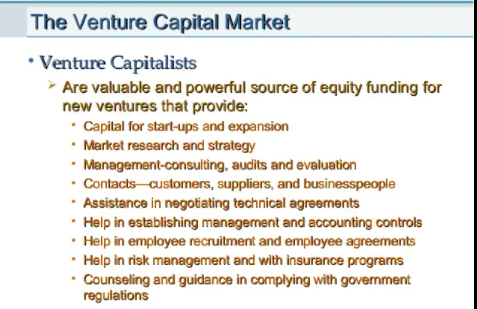 The Venture Capital Market
• Venture Capitalists
➢ Are valuable and powerful source of equity funding for
new ventures that provide:
• Capital for start-ups and expansion
• Market research and strategy
• Management-consulting, audits and evaluation
• Contacts—customers, suppliers, and businesspeople
• Assistance in negotiating technical agreements
• Help in establishing management and accounting controls
• Help in employee recruitment and employee agreements
• Help in risk management and with insurance programs
• Counseling and guidance in complying with government
regulations